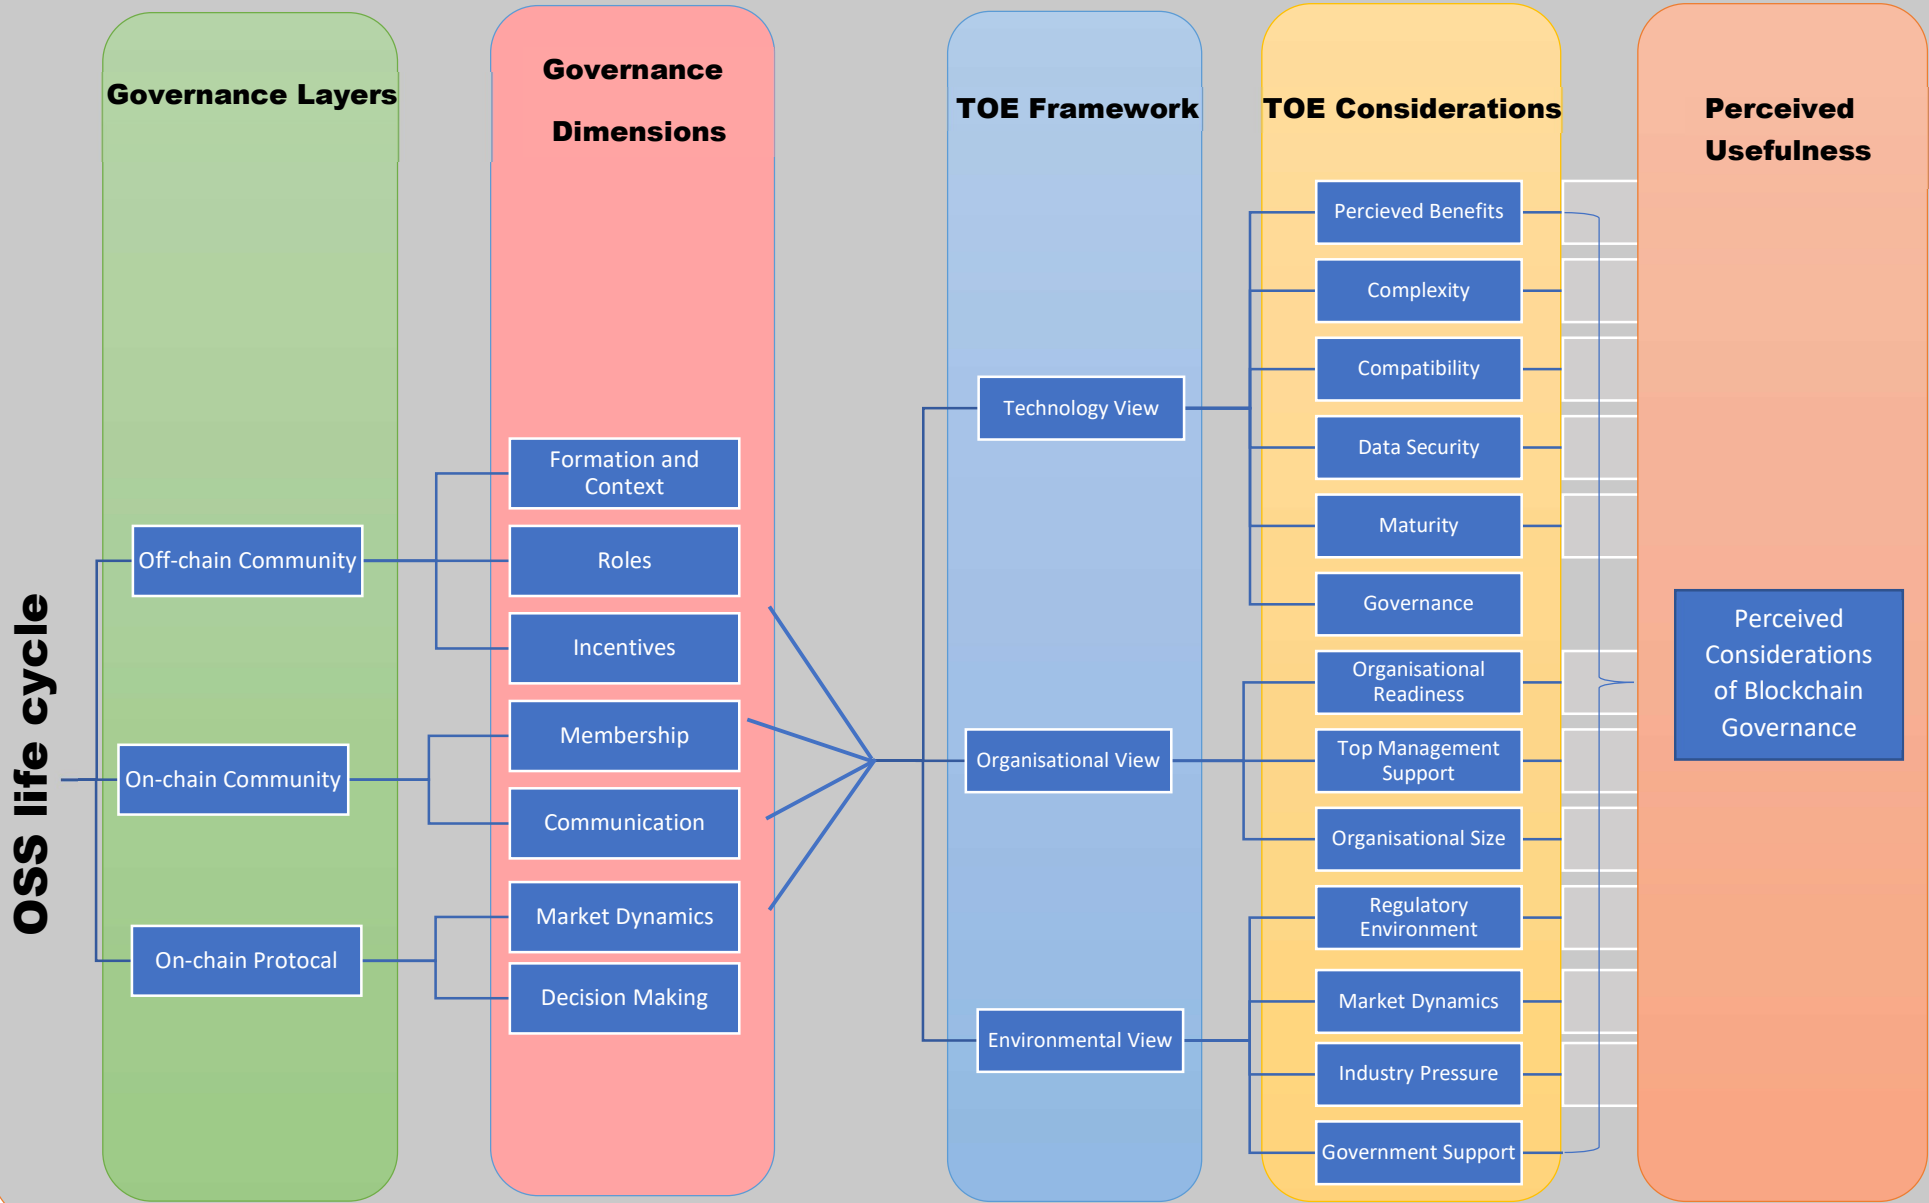 OSS life cycle
Governance Layers
Off-chain Community
On-chain Community
On-chain Protocal
Governance
Dimensions
Formation and
Context
Roles
Incentives
Membership
Communication
Market Dynamics
Decision Making
TOE Framework
Technology View
Organisational View
Environmental View
TOE Considerations
Percieved Benefits
Complexity
Compatibility
Data Security
Maturity
Governance
Organisational
Readiness
Top Management
Support
Organisational Size
Regulatory
Environment
Market Dynamics
Industry Pressure
Government Support
Perceived
Usefulness
Perceived
Considerations
of Blockchain
Governance